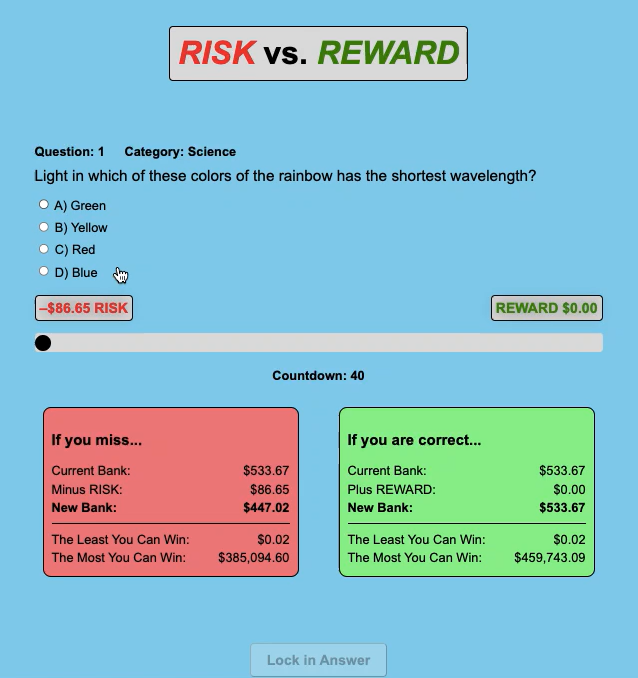 RISK vs. REWARD
Question: 1 Category: Science
Light in which of these colors of the rainbow has the shortest wavelength?
A) Green
B) Yellow
C) Red
D) Blue
–$86.65 RISK REWARD $0.00
Countdown: 40
If you miss...
Current Bank: $533.67
Minus RISK: $86.65
New Bank: $447.02
The Least You Can Win: $0.02
The Most You Can Win: $385,094.60
If you are correct...
Current Bank: $533.67
Plus REWARD: $0.00
New Bank: $533.67
The Least You Can Win: $0.02
The Most You Can Win: $459,743.09
Lock in Answer